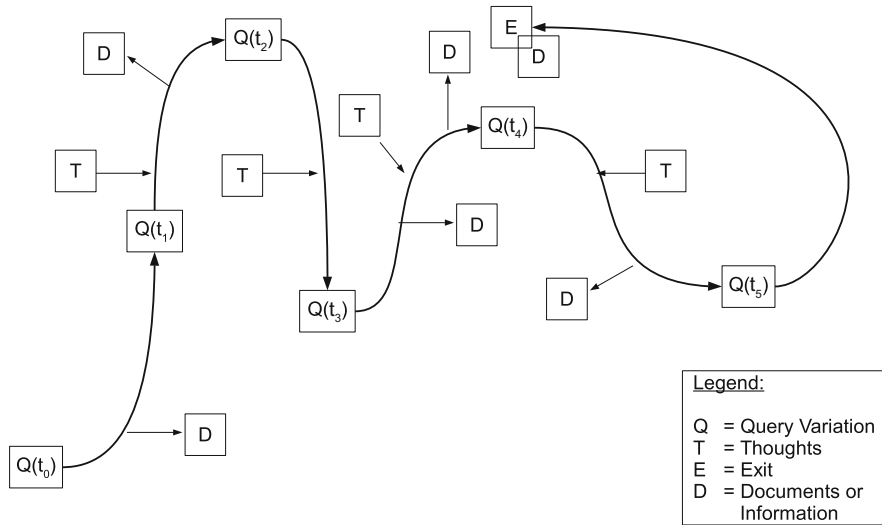 E
D
Q(t₂)
D
D
T
Q(t₄)
T
T
T
Q(t₁)
D
Q(t₅)
D
Q(t₃)
D
Q(t₀)
Legend:
Q = Query Variation
T = Thoughts
E = Exit
D = Documents or
Information